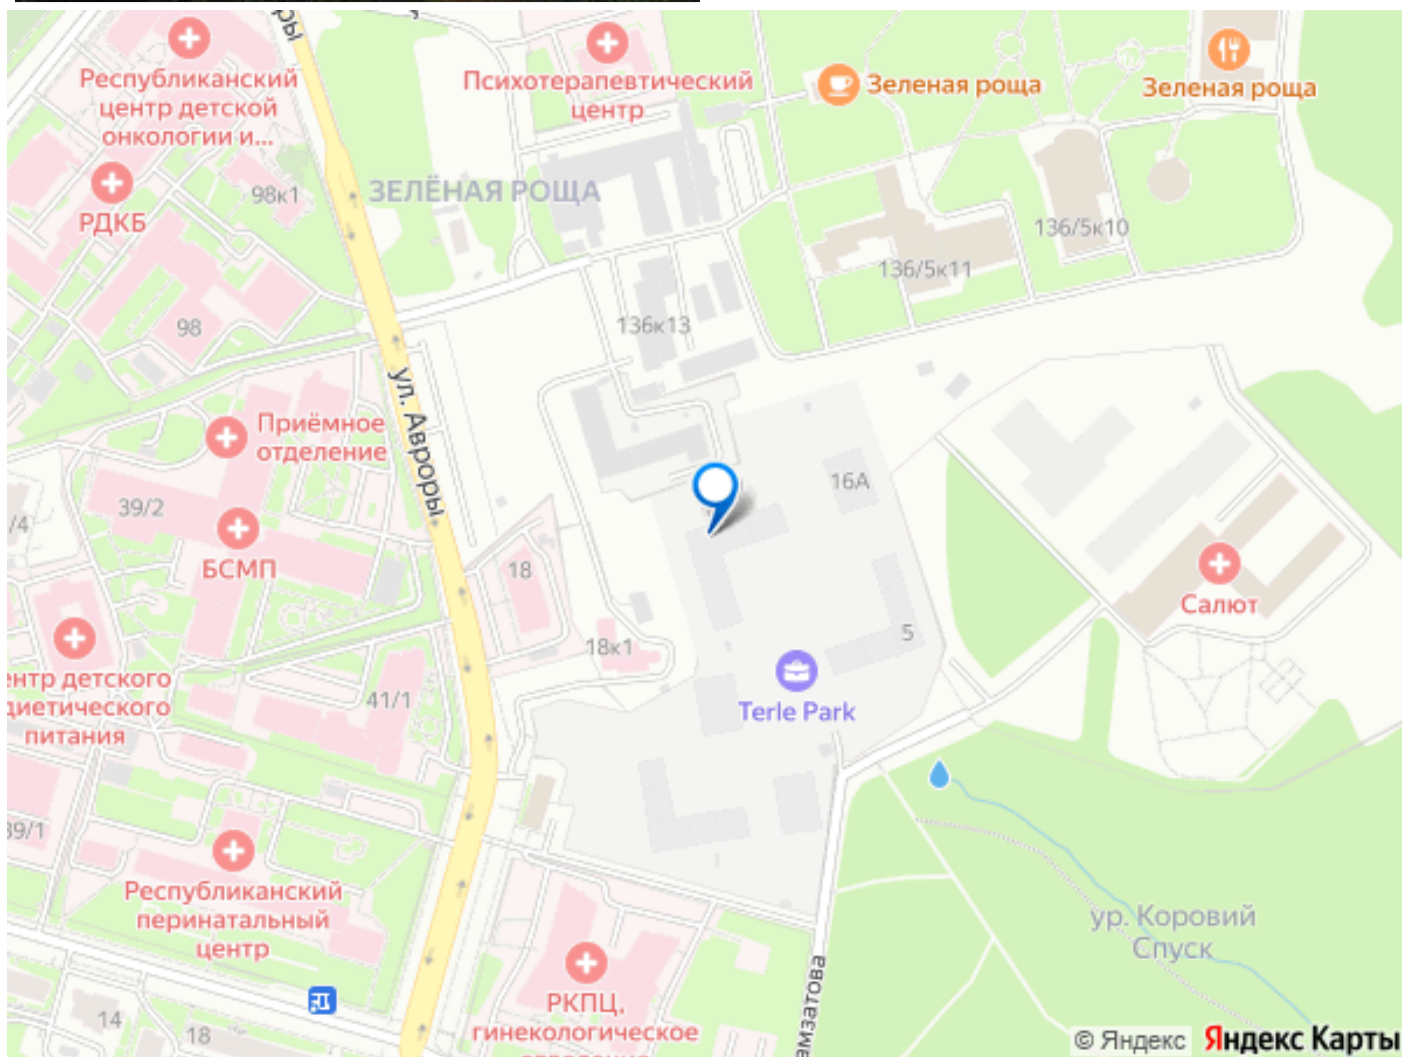 Республиканский
центр детской
онкологии и...
Психотерапевтический
центр
Зеленая роща
Зеленая роща
РДКБ
98к1
ЗЕЛЁНАЯ РОЩА
136/5к10
136/5к11
98
136к13
ул. Авроры
Приёмное
отделение
16А
39/2
/4
БСМП
18
Салют
18к1
5
ентр детского
диетического
питания
41/1
Terle Park
39/1
Республиканский
перинатальный
центр
ур. Коровий
Спуск
РКПЦ,
гинекологическое
амзатова
14
18
© Яндекс Яндекс Карты